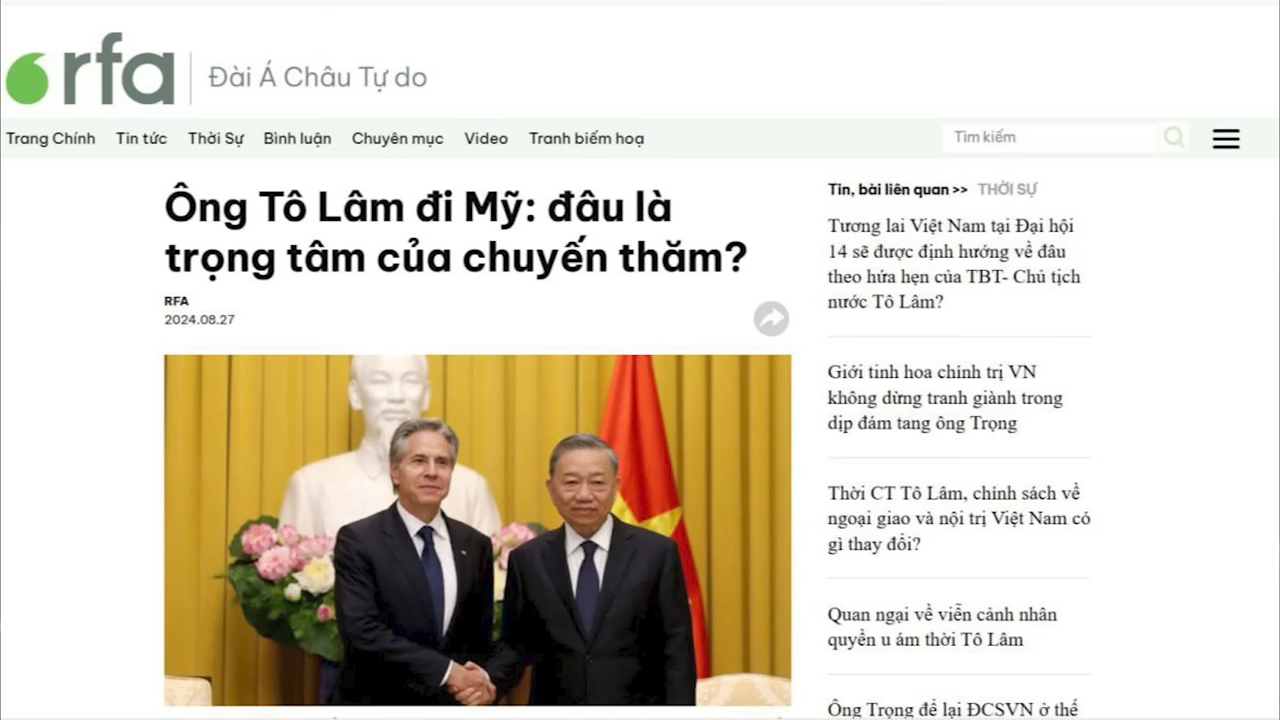 rfa
Đài Á Châu Tự do
Trang Chính Tin tức Thời Sự Bình luận Chuyên mục Video Tranh biếm hoạ
Tìm kiếm
Ông Tô Lâm đi Mỹ: đâu là
trọng tâm của chuyến thăm?
RFA
2024.08.27
Tin, bài liên quan >> THỜI SỰ
Tương lai Việt Nam tại Đại hội
14 sẽ được định hướng về đâu
theo hứa hẹn của TBT- Chủ tịch
nước Tô Lâm?
Giới tinh hoa chính trị VN
không dừng tranh giành trong
dịp đám tang ông Trọng
Thời CT Tô Lâm, chính sách về
ngoại giao và nội trị Việt Nam có
gì thay đổi?
Quan ngại về viễn cảnh nhân
quyền u ám thời Tô Lâm
Ông Trọng để lại ĐCSVN ở thế